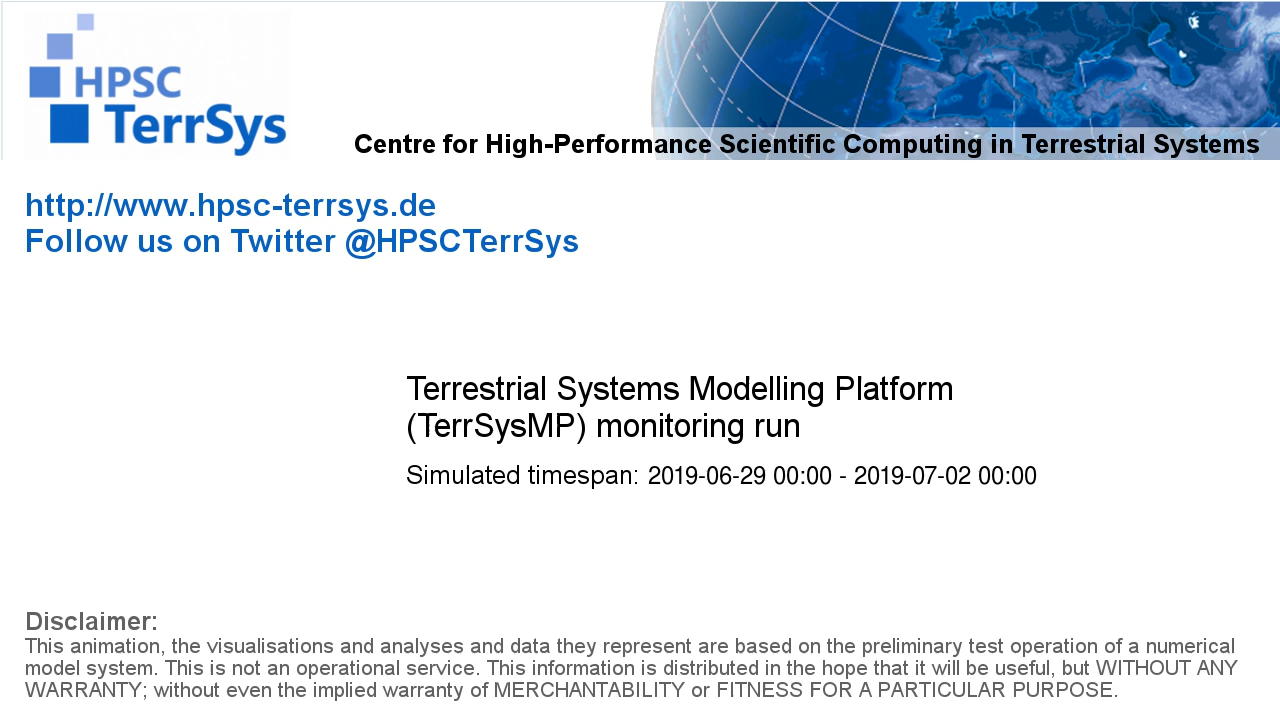 HPSC
TerrSys
Centre for High-Performance Scientific Computing in Terrestrial Systems
http://www.hpsc-terrsys.de
Follow us on Twitter @HPSCTerrSys
Terrestrial Systems Modelling Platform
(TerrSysMP) monitoring run
Simulated timespan: 2019-06-29 00:00 - 2019-07-02 00:00
Disclaimer:
This animation, the visualisations and analyses and data they represent are based on the preliminary test operation of a numerical
model system. This is not an operational service. This information is distributed in the hope that it will be useful, but WITHOUT ANY
WARRANTY; without even the implied warranty of MERCHANTABILITY or FITNESS FOR A PARTICULAR PURPOSE.